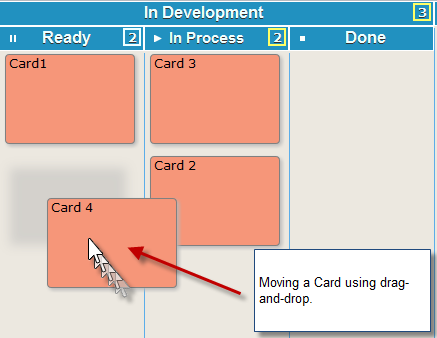 In Development 3
Ready 2 In Process 2 Done
Card1 Card 3
Card 2
Card 4
Moving a Card using drag-
and-drop.